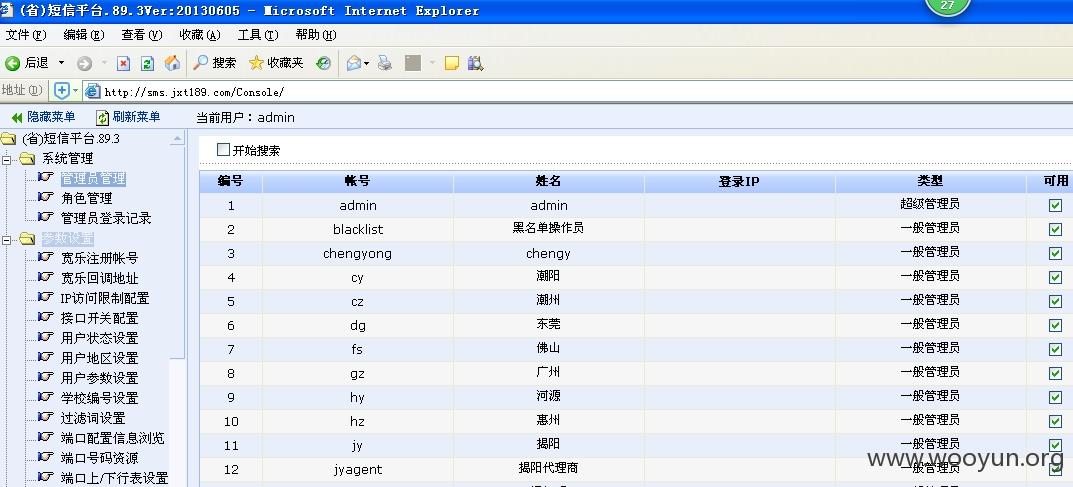 (省)短信平台.89.3Ver:20130605 - Microsoft Internet Explorer
27
文件(F) 编辑(E) 查看(V) 收藏(A) 工具(T) 帮助(H)
后退 搜索 收藏夹
地址(D) http://sms.jxt189.com/Console/
隐藏菜单 刷新菜单 当前用户：admin
(省)短信平台.89.3
系统管理
管理员管理
角色管理
管理员登录记录
参数设置
宽乐注册帐号
宽乐回调地址
IP访问限制配置
接口开关配置
用户状态设置
用户地区设置
用户参数设置
学校编号设置
过滤词设置
端口配置信息浏览
端口号码资源
端口上/下行表设置
开始搜索
编号 帐号 姓名 登录IP 类型 可用
1 admin admin 超级管理员
2 blacklist 黑名单操作员 一般管理员
3 chengyong chengy 一般管理员
4 cy 潮阳 一般管理员
5 cz 潮州 一般管理员
6 dg 东莞 一般管理员
7 fs 佛山 一般管理员
8 gz 广州 一般管理员
9 hy 河源 一般管理员
10 hz 惠州 一般管理员
11 jy 揭阳 一般管理员
12 jyagent 揭阳代理商 一般管理员
www.wooyun.org